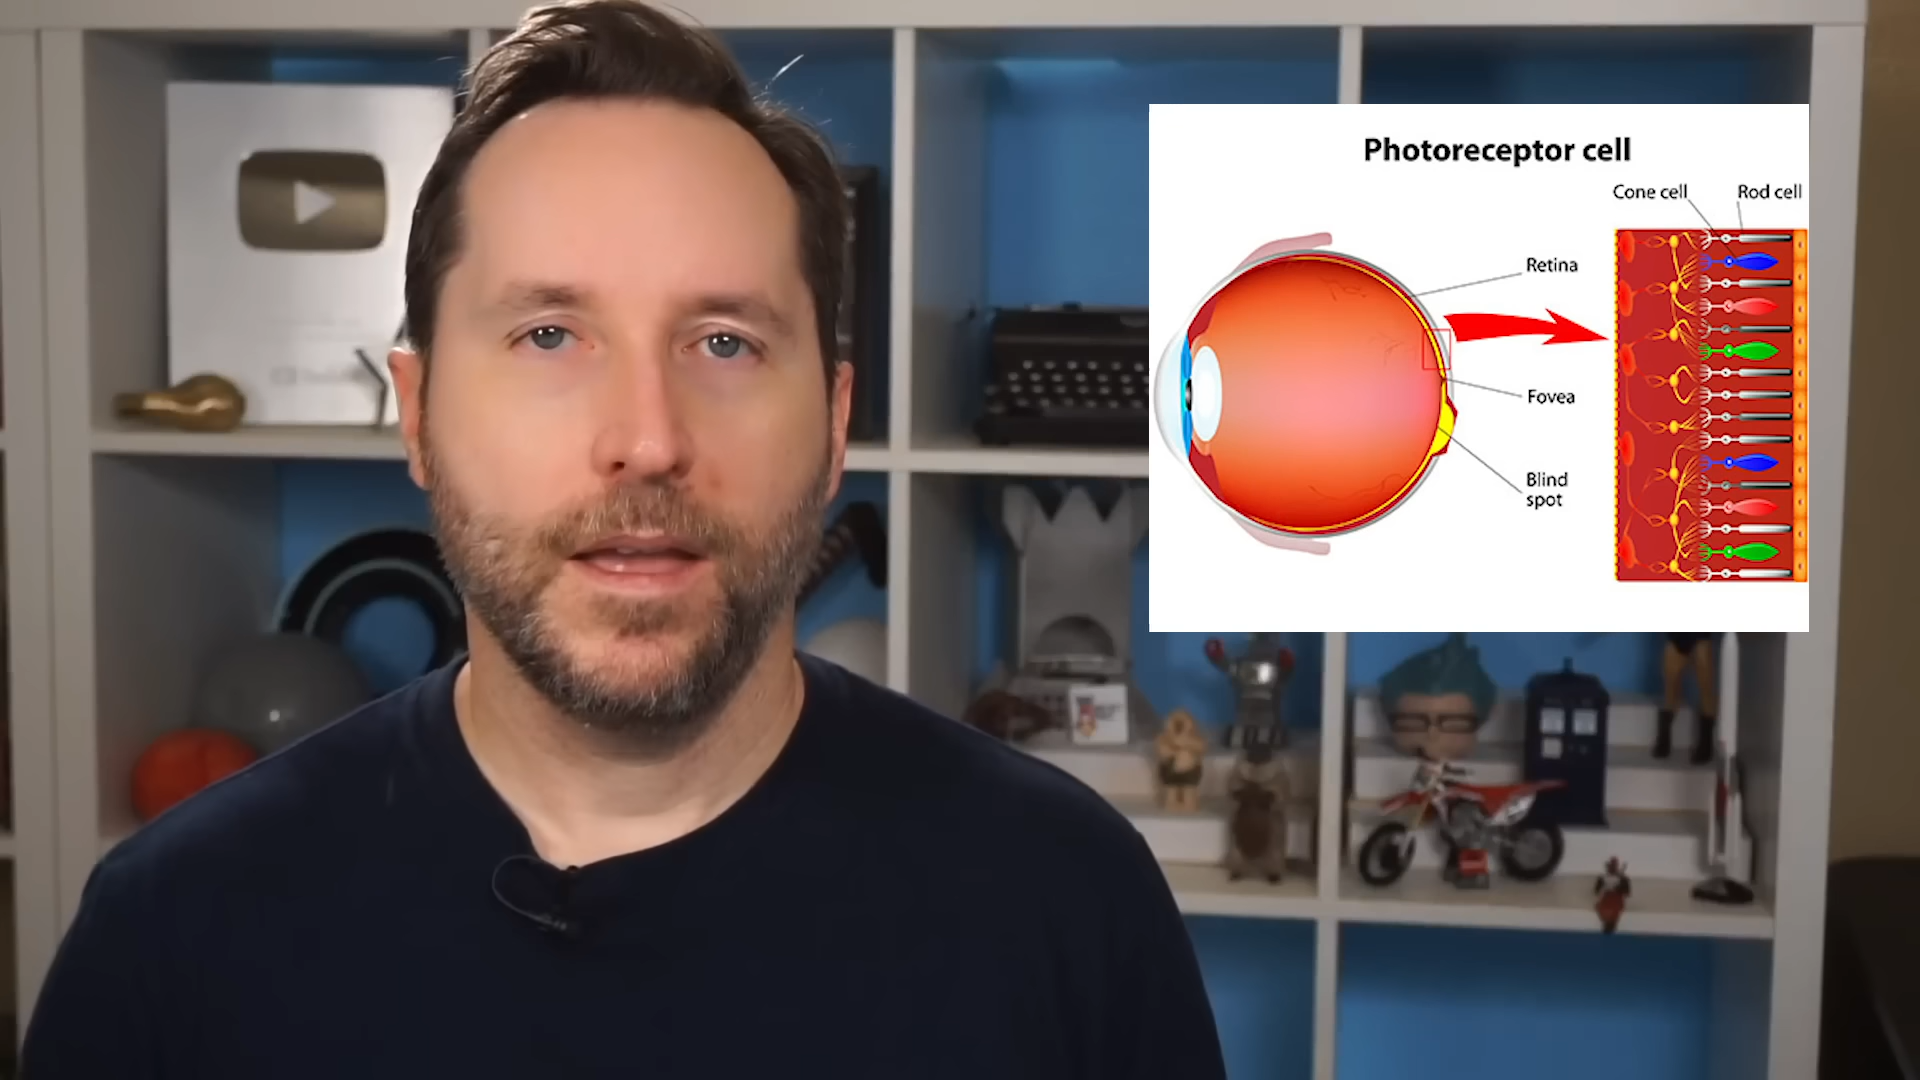 Photoreceptor cell
Cone cell
Rod cell
Retina
Fovea
Blind
spot